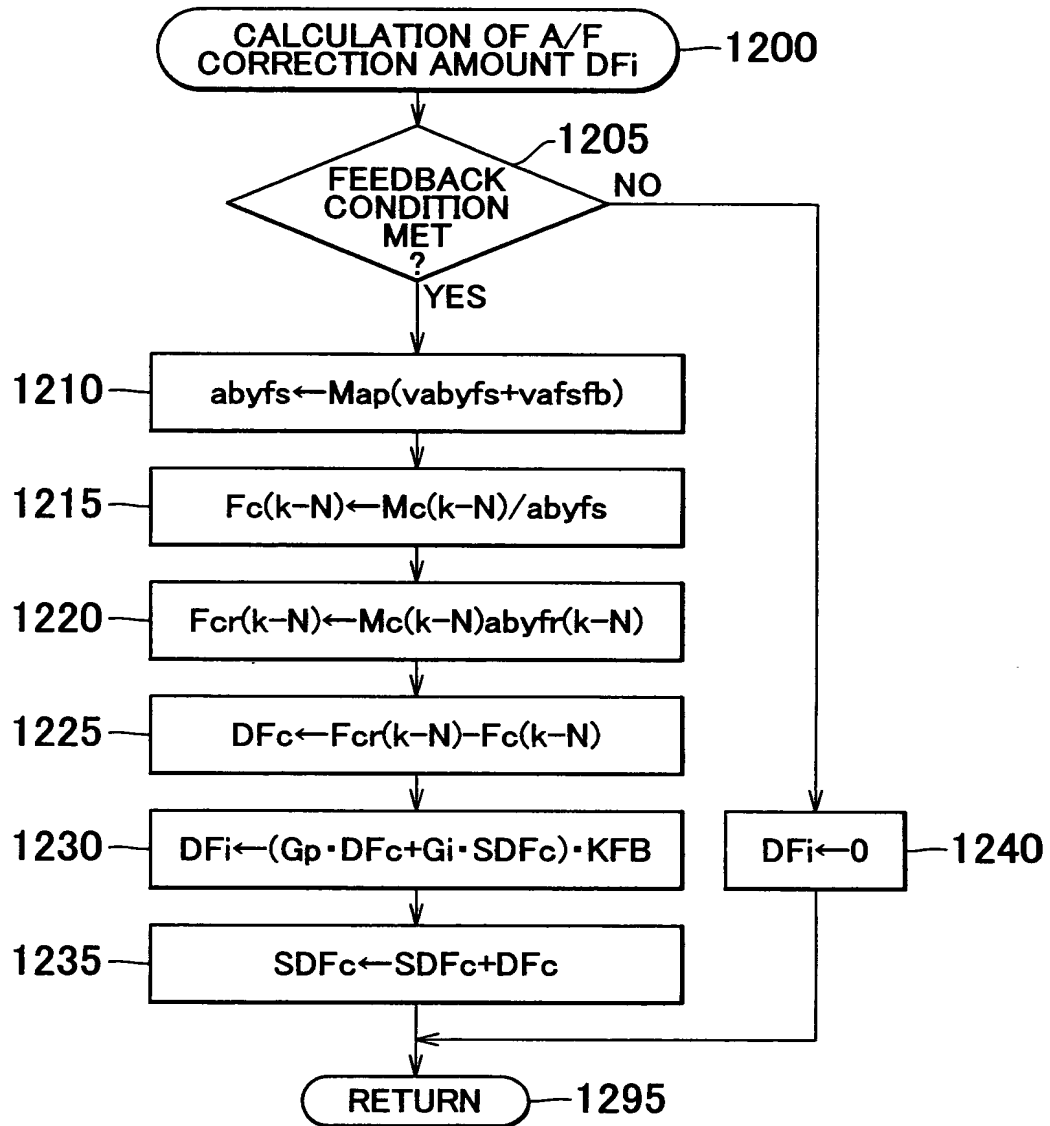 CALCULATION OF A/F
CORRECTION AMOUNT DFi
1200
1205
FEEDBACK
CONDITION
MET
?
NO
YES
1210
abyfs←Map(vabyfs+vafsfb)
1215
Fc(k-N)←Mc(k-N)/abyfs
1220
Fcr(k-N)←Mc(k-N)abyfr(k-N)
1225
DFc←Fcr(k-N)-Fc(k-N)
1230
DFi←(Gp・DFc+Gi・SDFc)・KFB
DFi←0
1240
1235
SDFc←SDFc+DFc
RETURN
1295